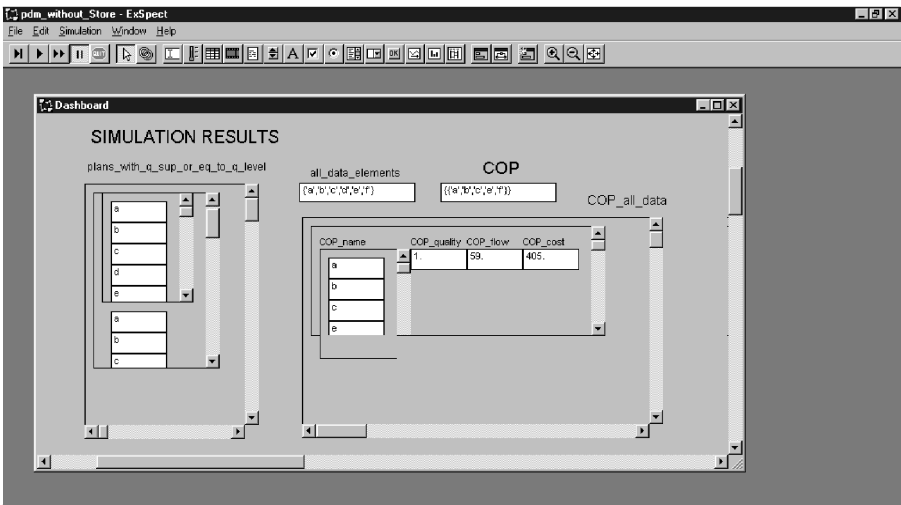 pdm_without_Store - ExSpect
File Edit Simulation Window Help
A OK
Dashboard
SIMULATION RESULTS
plans_with_q_sup_or_eq_to_q_level
all_data_elements
COP
{'a','b','c','d','e','f'}
{{'a','b','c','e','f'}}
COP_all_data
a
b
c
d
e
a
b
c
COP_name COP_quality COP_flow COP_cost
1. 59. 405.
a
b
c
e